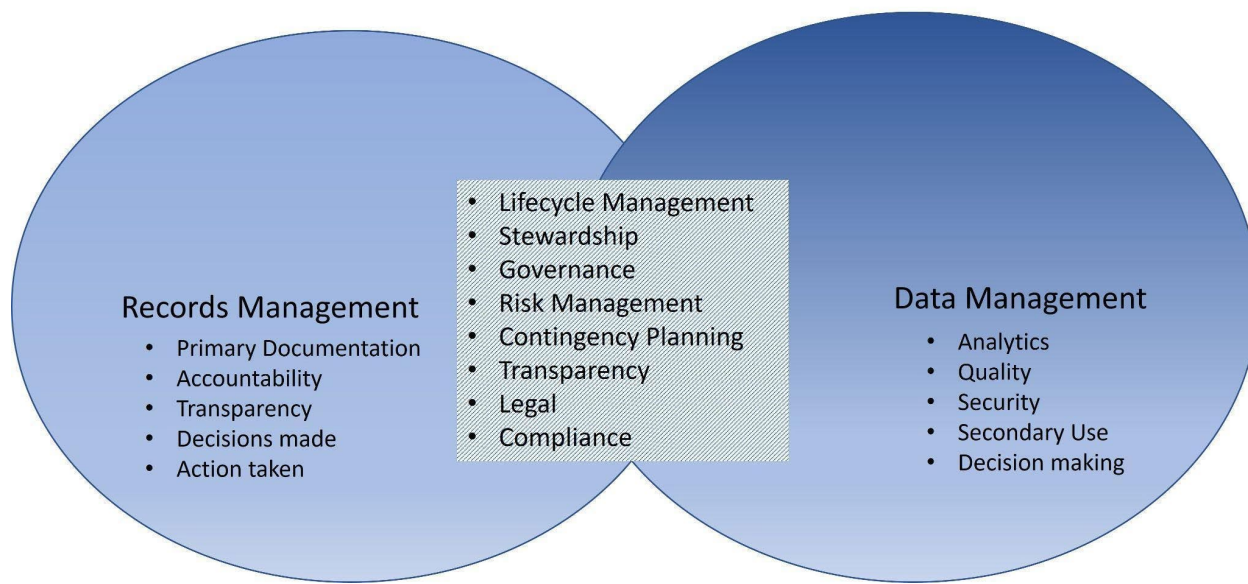 Records Management
• Primary Documentation
• Accountability
• Transparency
• Decisions made
• Action taken
• Lifecycle Management
• Stewardship
• Governance
• Risk Management
• Contingency Planning
• Transparency
• Legal
• Compliance
Data Management
• Analytics
• Quality
• Security
• Secondary Use
• Decision making